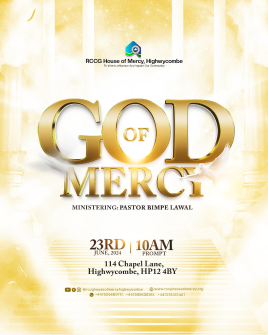 RCCG House of Mercy, Highwycombe
GOD
OF
MERCY
MINISTERING: PASTOR BIMPE LAWAL
23RD
JUNE, 2024
10AM
PROMPT
114 Chapel Lane,
Highwycombe, HP12 4BY